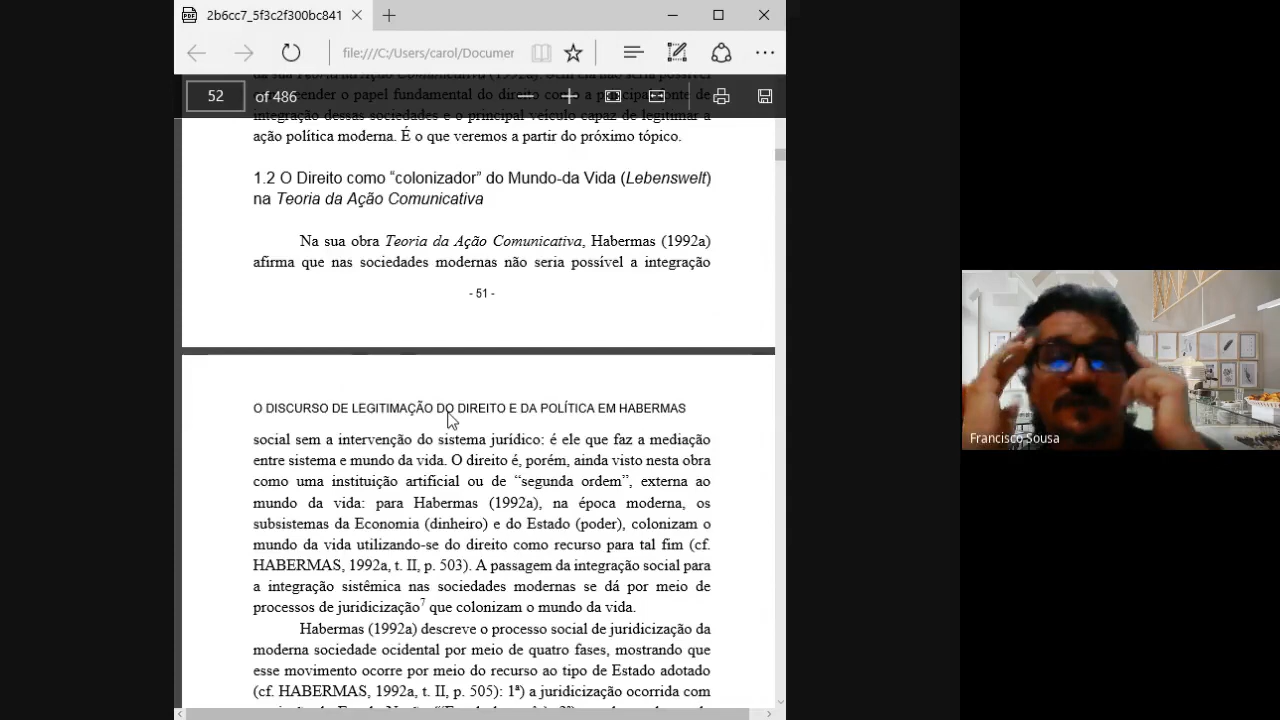 2b6cc7_5f3c2f300bc841
file:///C:/Users/carol/Documen
52 of 486
integração dessas sociedades e o principal veículo capaz de legitimar a
ação política moderna. É o que veremos a partir do próximo tópico.
1.2 O Direito como “colonizador” do Mundo-da Vida (Lebenswelt)
na Teoria da Ação Comunicativa
Na sua obra Teoria da Ação Comunicativa, Habermas (1992a)
afirma que nas sociedades modernas não seria possível a integração
- 51 -
O DISCURSO DE LEGITIMAÇÃO DO DIREITO E DA POLÍTICA EM HABERMAS
social sem a intervenção do sistema jurídico: é ele que faz a mediação
entre sistema e mundo da vida. O direito é, porém, ainda visto nesta obra
como uma instituição artificial ou de “segunda ordem”, externa ao
mundo da vida: para Habermas (1992a), na época moderna, os
subsistemas da Economia (dinheiro) e do Estado (poder), colonizam o
mundo da vida utilizando-se do direito como recurso para tal fim (cf.
HABERMAS, 1992a, t. II, p. 503). A passagem da integração social para
a integração sistêmica nas sociedades modernas se dá por meio de
processos de juridicização7 que colonizam o mundo da vida.
Habermas (1992a) descreve o processo social de juridicização da
moderna sociedade ocidental por meio de quatro fases, mostrando que
esse movimento ocorre por meio do recurso ao tipo de Estado adotado
(cf. HABERMAS, 1992a, t. II, p. 505): 1ª) a juridicização ocorrida com
Francisco Sousa